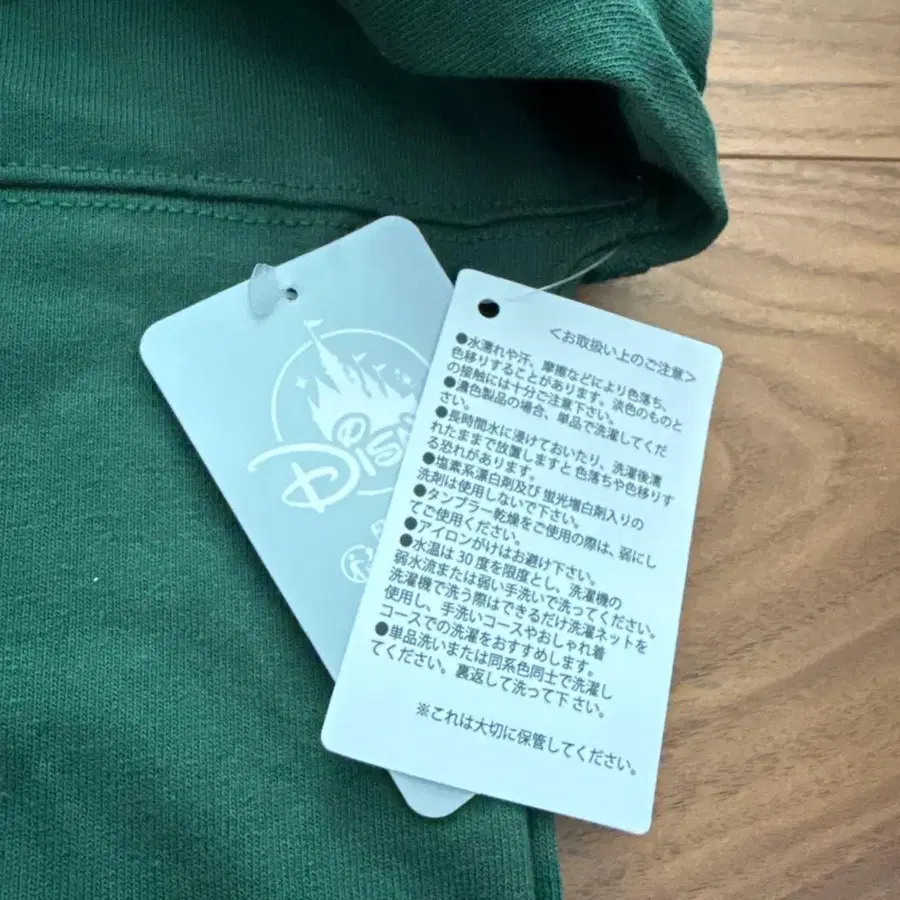 Disn
<お取扱い上のご注意>
●水濡れや汗、摩擦などにより色落ち、
色移りすることがあります。淡色のものと
の接触には十分ご注意下さい。
●濃色製品の場合、単品で洗濯してくだ
さい。
●長時間水に浸けておいたり、洗濯後濡
れたままで放置しますと色落ちや色移りす
る恐れがあります。
●塩素系漂白剤及び蛍光増白剤入りの
洗剤は使用しないで下さい。
●タンブラー乾燥をご使用の際は、弱にし
てご使用ください。
●アイロンがけはお避け下さい。
●水温は30度を限度とし、洗濯機の
弱水流または弱い手洗いで洗ってください。
洗濯機で洗う際はできるだけ洗濯ネットを
使用し、手洗いコースやおしゃれ着
コースでの洗濯をおすすめします。
●単品洗いまたは同系色同士で洗濯し
てください。裏返して洗って下さい。
※これは大切に保管してください。